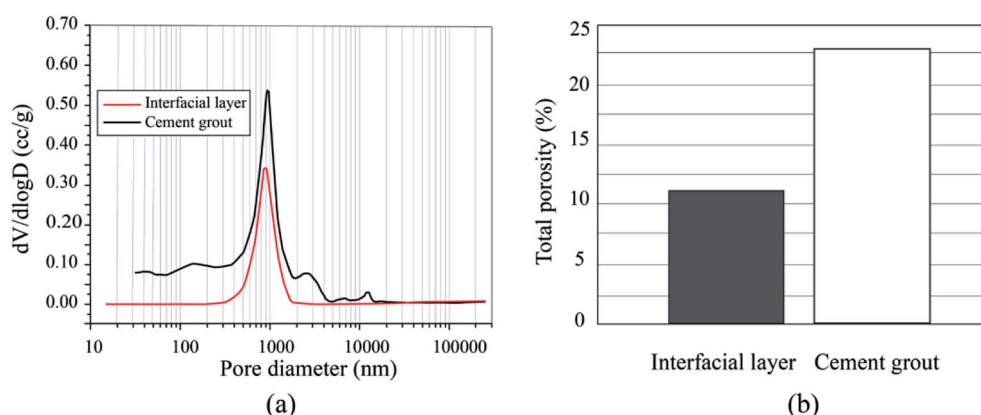 0.70
0.60
0.50
0.40
0.30
0.20
0.10
0.00
dV/dlogD (cc/g)
Interfacial layer
Cement grout
10 100 1000 10000 100000
Pore diameter (nm)
(a)
25
20
15
10
5
0
Total porosity (%)
Interfacial layer Cement grout
(b)